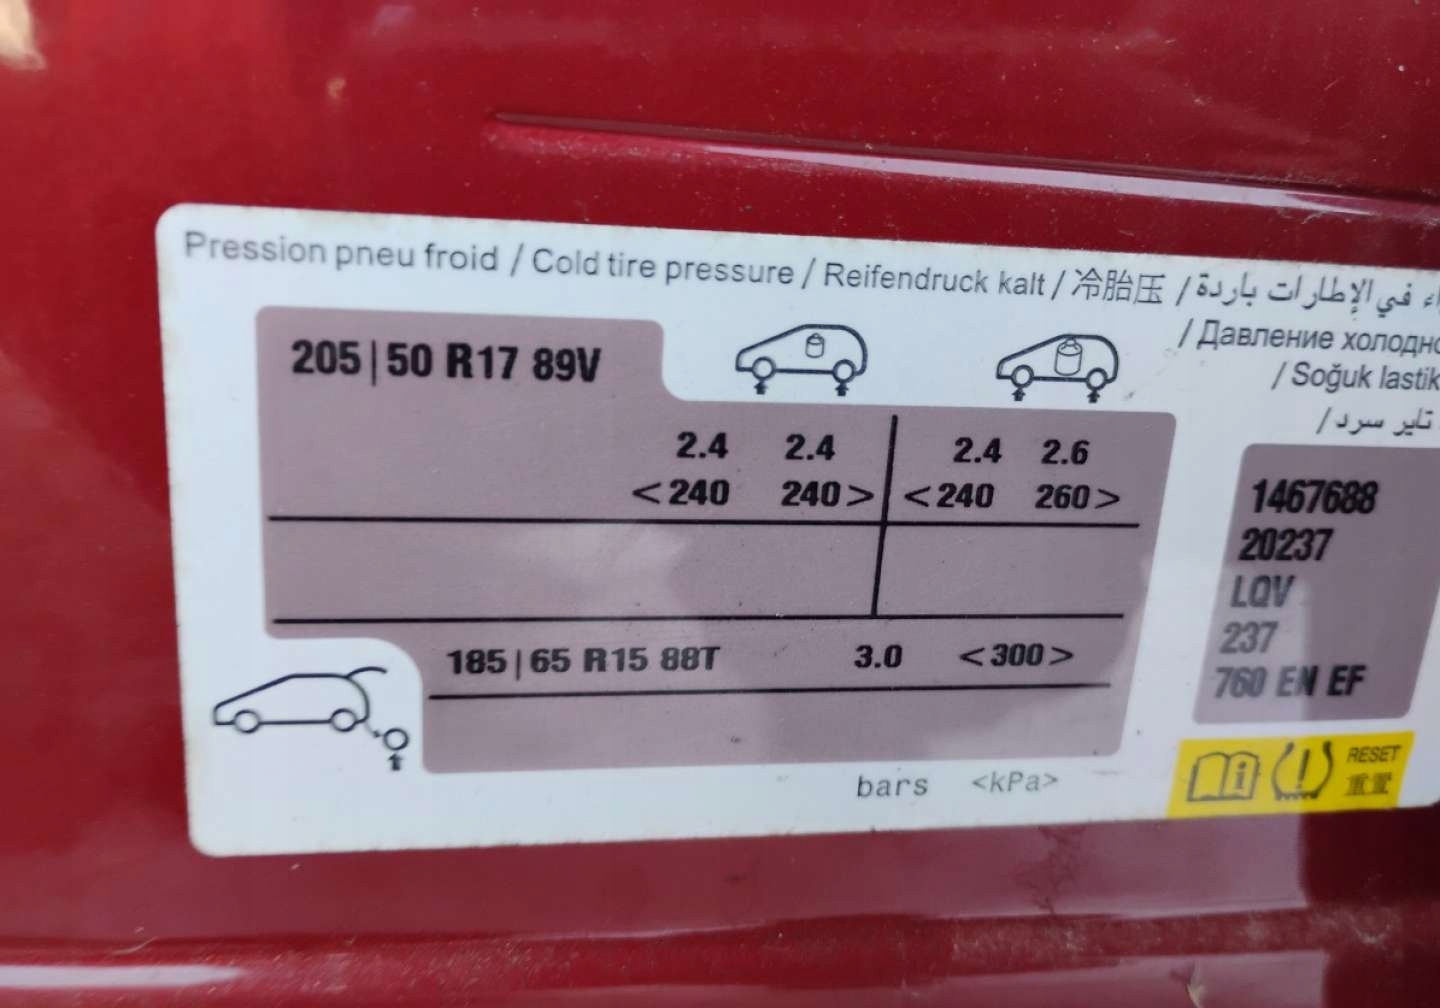 Pression pneu froid / Cold tire pressure / Reifendruck kalt / 冷胎压 / في الإطارات باردة
/ Давление
/ Soğuk lastik
تاير سرد /
205|50 R17 89V
2.4 2.4 2.4 2.6
<240 240> <240 260>
185|65 R15 88T 3.0 <300>
bars <kPa>
1467688
20237
LQV
237
760 EN EF
RESET
重置